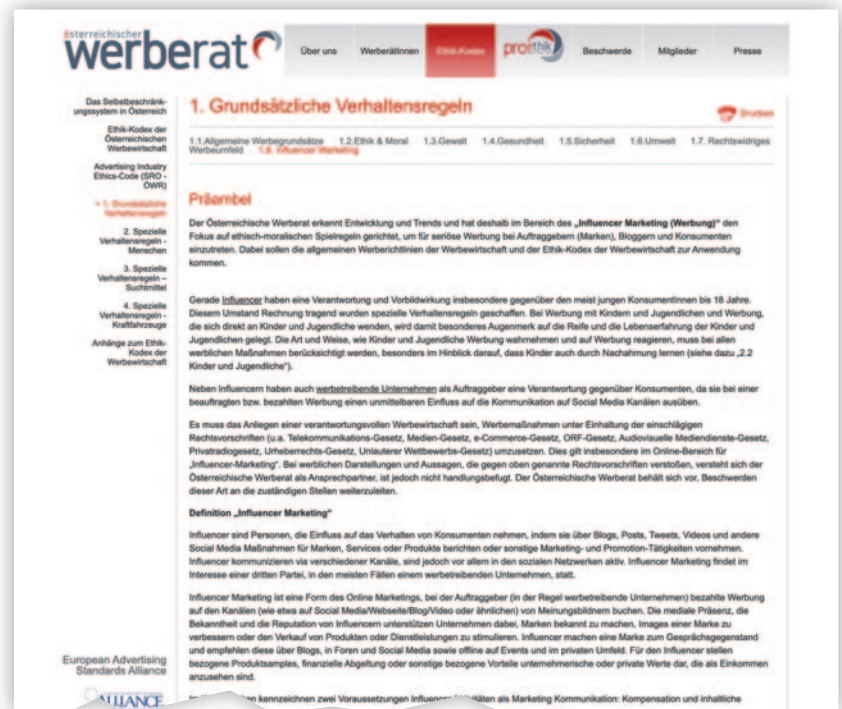 österreichischer
werberat
Über uns
WerberätInnen
Ethik-Kodex
proethik
Beschwerde
Mitglieder
Presse
Das Selbstbeschränk-
ungssystem in Österreich
Ethik-Kodex der
Österreichischen
Werbewirtschaft
Advertising Industry
Ethics-Code (SRO -
ÖWR)
• 1. Grundsätzliche
Verhaltensregeln
2. Spezielle
Verhaltensregeln -
Menschen
3. Spezielle
Verhaltensregeln –
Suchtmittel
4. Spezielle
Verhaltensregeln -
Kraftfahrzeuge
Anhänge zum Ethik-
Kodex der
Werbewirtschaft
1. Grundsätzliche Verhaltensregeln
Drucken
1.1.Allgemeine Werbegrundsätze 1.2.Ethik & Moral 1.3.Gewalt 1.4.Gesundheit 1.5.Sicherheit 1.6.Umwelt 1.7. Rechtswidriges
Werbeumfeld 1.8. Influencer Marketing
Präambel
Der Österreichische Werberat erkennt Entwicklung und Trends und hat deshalb im Bereich des „Influencer Marketing (Werbung)“ den
Fokus auf ethisch-moralischen Spielregeln gerichtet, um für seriöse Werbung bei Auftraggebern (Marken), Bloggern und Konsumenten
einzutreten. Dabei sollen die allgemeinen Werberichtlinien der Werbewirtschaft und der Ethik-Kodex der Werbewirtschaft zur Anwendung
kommen.
Gerade Influencer haben eine Verantwortung und Vorbildwirkung insbesondere gegenüber den meist jungen KonsumentInnen bis 18 Jahre.
Diesem Umstand Rechnung tragend wurden spezielle Verhaltensregeln geschaffen. Bei Werbung mit Kindern und Jugendlichen und Werbung,
die sich direkt an Kinder und Jugendliche wenden, wird damit besonderes Augenmerk auf die Reife und die Lebenserfahrung der Kinder und
Jugendlichen gelegt. Die Art und Weise, wie Kinder und Jugendliche Werbung wahrnehmen und auf Werbung reagieren, muss bei allen
werblichen Maßnahmen berücksichtigt werden, besonders im Hinblick darauf, dass Kinder auch durch Nachahmung lernen (siehe dazu „2.2
Kinder und Jugendliche“).
Neben Influencern haben auch werbetreibende Unternehmen als Auftraggeber eine Verantwortung gegenüber Konsumenten, da sie bei einer
beauftragten bzw. bezahlten Werbung einen unmittelbaren Einfluss auf die Kommunikation auf Social Media Kanälen ausüben.
Es muss das Anliegen einer verantwortungsvollen Werbewirtschaft sein, Werbemaßnahmen unter Einhaltung der einschlägigen
Rechtsvorschriften (u.a. Telekommunikations-Gesetz, Medien-Gesetz, e-Commerce-Gesetz, ORF-Gesetz, Audiovisuelle Mediendienste-Gesetz,
Privatradiogesetz, Urheberrechts-Gesetz, Unlauterer Wettbewerbs-Gesetz) umzusetzen. Dies gilt insbesondere im Online-Bereich für
„Influencer-Marketing“. Bei werblichen Darstellungen und Aussagen, die gegen oben genannte Rechtsvorschriften verstoßen, versteht sich der
Österreichische Werberat als Ansprechpartner, ist jedoch nicht handlungsbefugt. Der Österreichische Werberat behält sich vor, Beschwerden
dieser Art an die zuständigen Stellen weiterzuleiten.
Definition „Influencer Marketing“
Influencer sind Personen, die Einfluss auf das Verhalten von Konsumenten nehmen, indem sie über Blogs, Posts, Tweets, Videos und andere
Social Media Maßnahmen für Marken, Services oder Produkte berichten oder sonstige Marketing- und Promotion-Tätigkeiten vornehmen.
Influencer kommunizieren via verschiedener Kanäle, sind jedoch vor allem in den sozialen Netzwerken aktiv. Influencer Marketing findet im
Interesse einer dritten Partei, in den meisten Fällen einem werbetreibenden Unternehmen, statt.
Influencer Marketing ist eine Form des Online Marketings, bei der Auftraggeber (in der Regel werbetreibende Unternehmen) bezahlte Werbung
auf den Kanälen (wie etwa auf Social Media/Webseite/Blog/Video oder ähnlichen) von Meinungsbildnern buchen. Die mediale Präsenz, die
Bekanntheit und die Reputation von Influencern unterstützen Unternehmen dabei, Marken bekannt zu machen, Images einer Marke zu
verbessern oder den Verkauf von Produkten oder Dienstleistungen zu stimulieren. Influencer machen eine Marke zum Gesprächsgegenstand
und empfehlen diese über Blogs, in Foren und Social Media sowie offline auf Events und im privaten Umfeld. Für den Influencer stellen
bezogene Produktsamples, finanzielle Abgeltung oder sonstige bezogene Vorteile unternehmerische oder private Werte dar, die als Einkommen
anzusehen sind.
kennzeichnen zwei Voraussetzungen als Marketing Kommunikation: Kompensation und inhaltliche
European Advertising
Standards Alliance
ALLIANCE